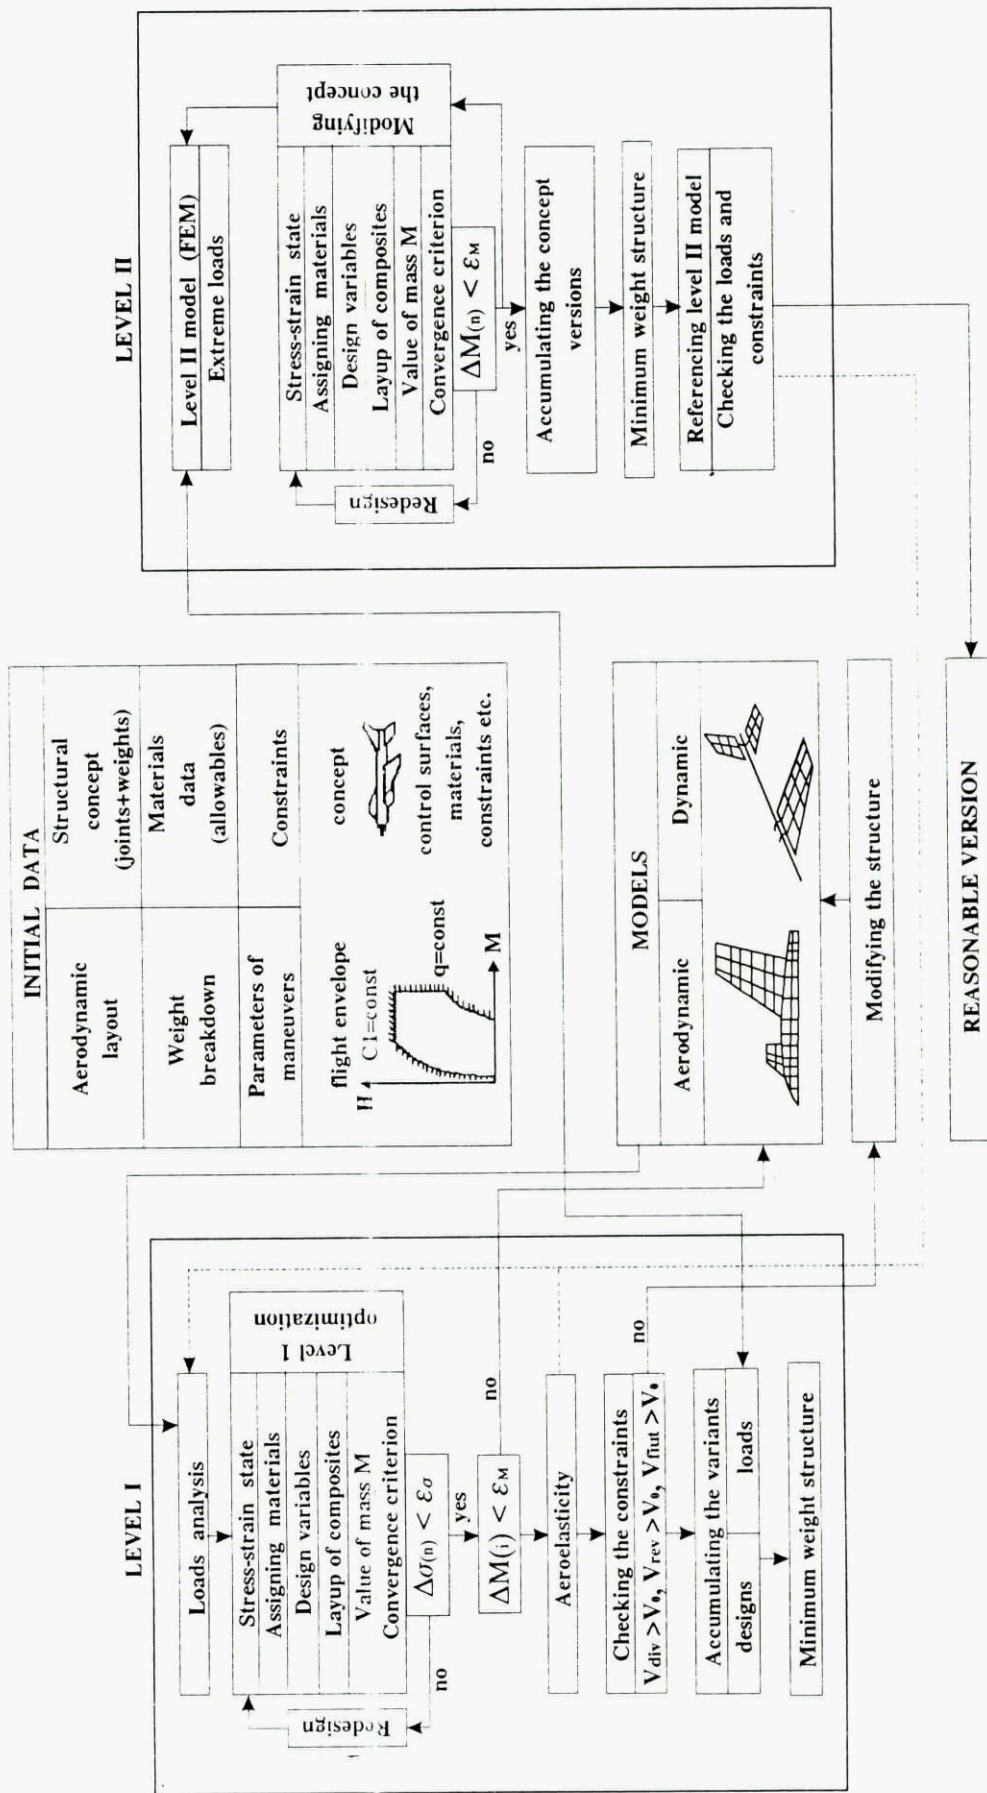 LEVEL I
Loads analysis
Stress-strain state
Assigning materials
Design variables
Layup of composites
Value of mass M
Convergence criterion
Level 1
optimization
Redesign
Δσ(n) < εσ
no
yes
ΔM(i) < εM
no
Aeroelasticity
Checking the constraints
Vdiv >V0, Vrev >V0, Vflut >V0
no
Accumulating the variants
designs
loads
Minimum weight structure
INITIAL DATA
Aerodynamic
layout
Structural
concept
(joints+weights)
Weight
breakdown
Materials
data
(allowables)
Parameters of
maneuvers
Constraints
flight envelope
H
C1=const
q=const
M
concept
control surfaces,
materials,
constraints etc.
MODELS
Aerodynamic
Dynamic
Modifying the structure
REASONABLE VERSION
LEVEL II
Level II model (FEM)
Extreme loads
Stress-strain state
Assigning materials
Design variables
Layup of composites
Value of mass M
Convergence criterion
Modifying
the concept
Redesign
ΔM(n) < εM
no
yes
Accumulating the concept
versions
Minimum weight structure
Referencing level II model
Checking the loads and
constraints